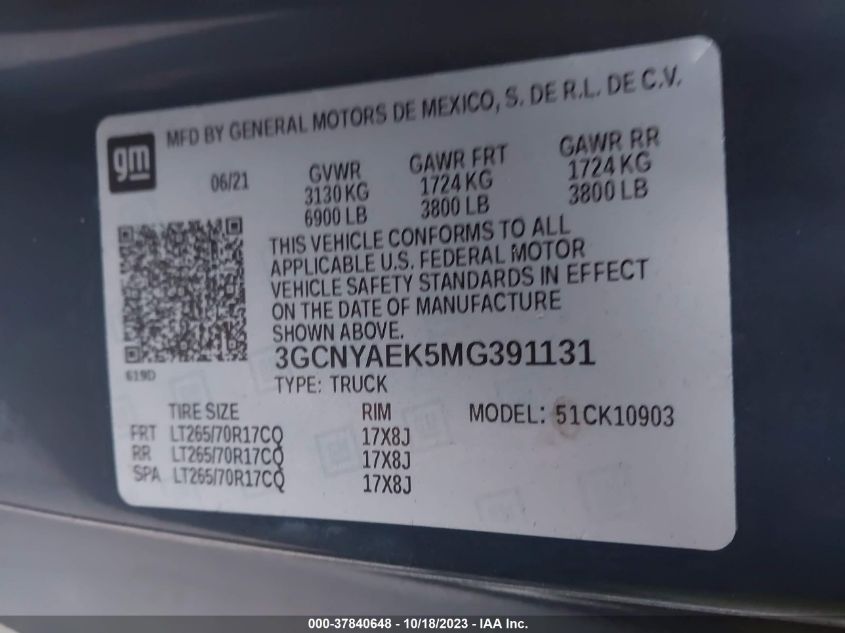 gm
MFD BY GENERAL MOTORS DE MEXICO, S. DE R.L. DE C.V.
06/21 GVWR GAWR FRT GAWR RR
3130 KG 1724 KG 1724 KG
6900 LB 3800 LB 3800 LB
THIS VEHICLE CONFORMS TO ALL
APPLICABLE U.S. FEDERAL MOTOR
VEHICLE SAFETY STANDARDS IN EFFECT
ON THE DATE OF MANUFACTURE
SHOWN ABOVE.
3GCNYAEK5MG391131
619D
TYPE: TRUCK
TIRE SIZE RIM MODEL: 51CK10903
FRT LT265/70R17CQ 17X8J
RR LT265/70R17CQ 17X8J
SPA LT265/70R17CQ 17X8J
000-37840648 - 10/18/2023 - IAA Inc.